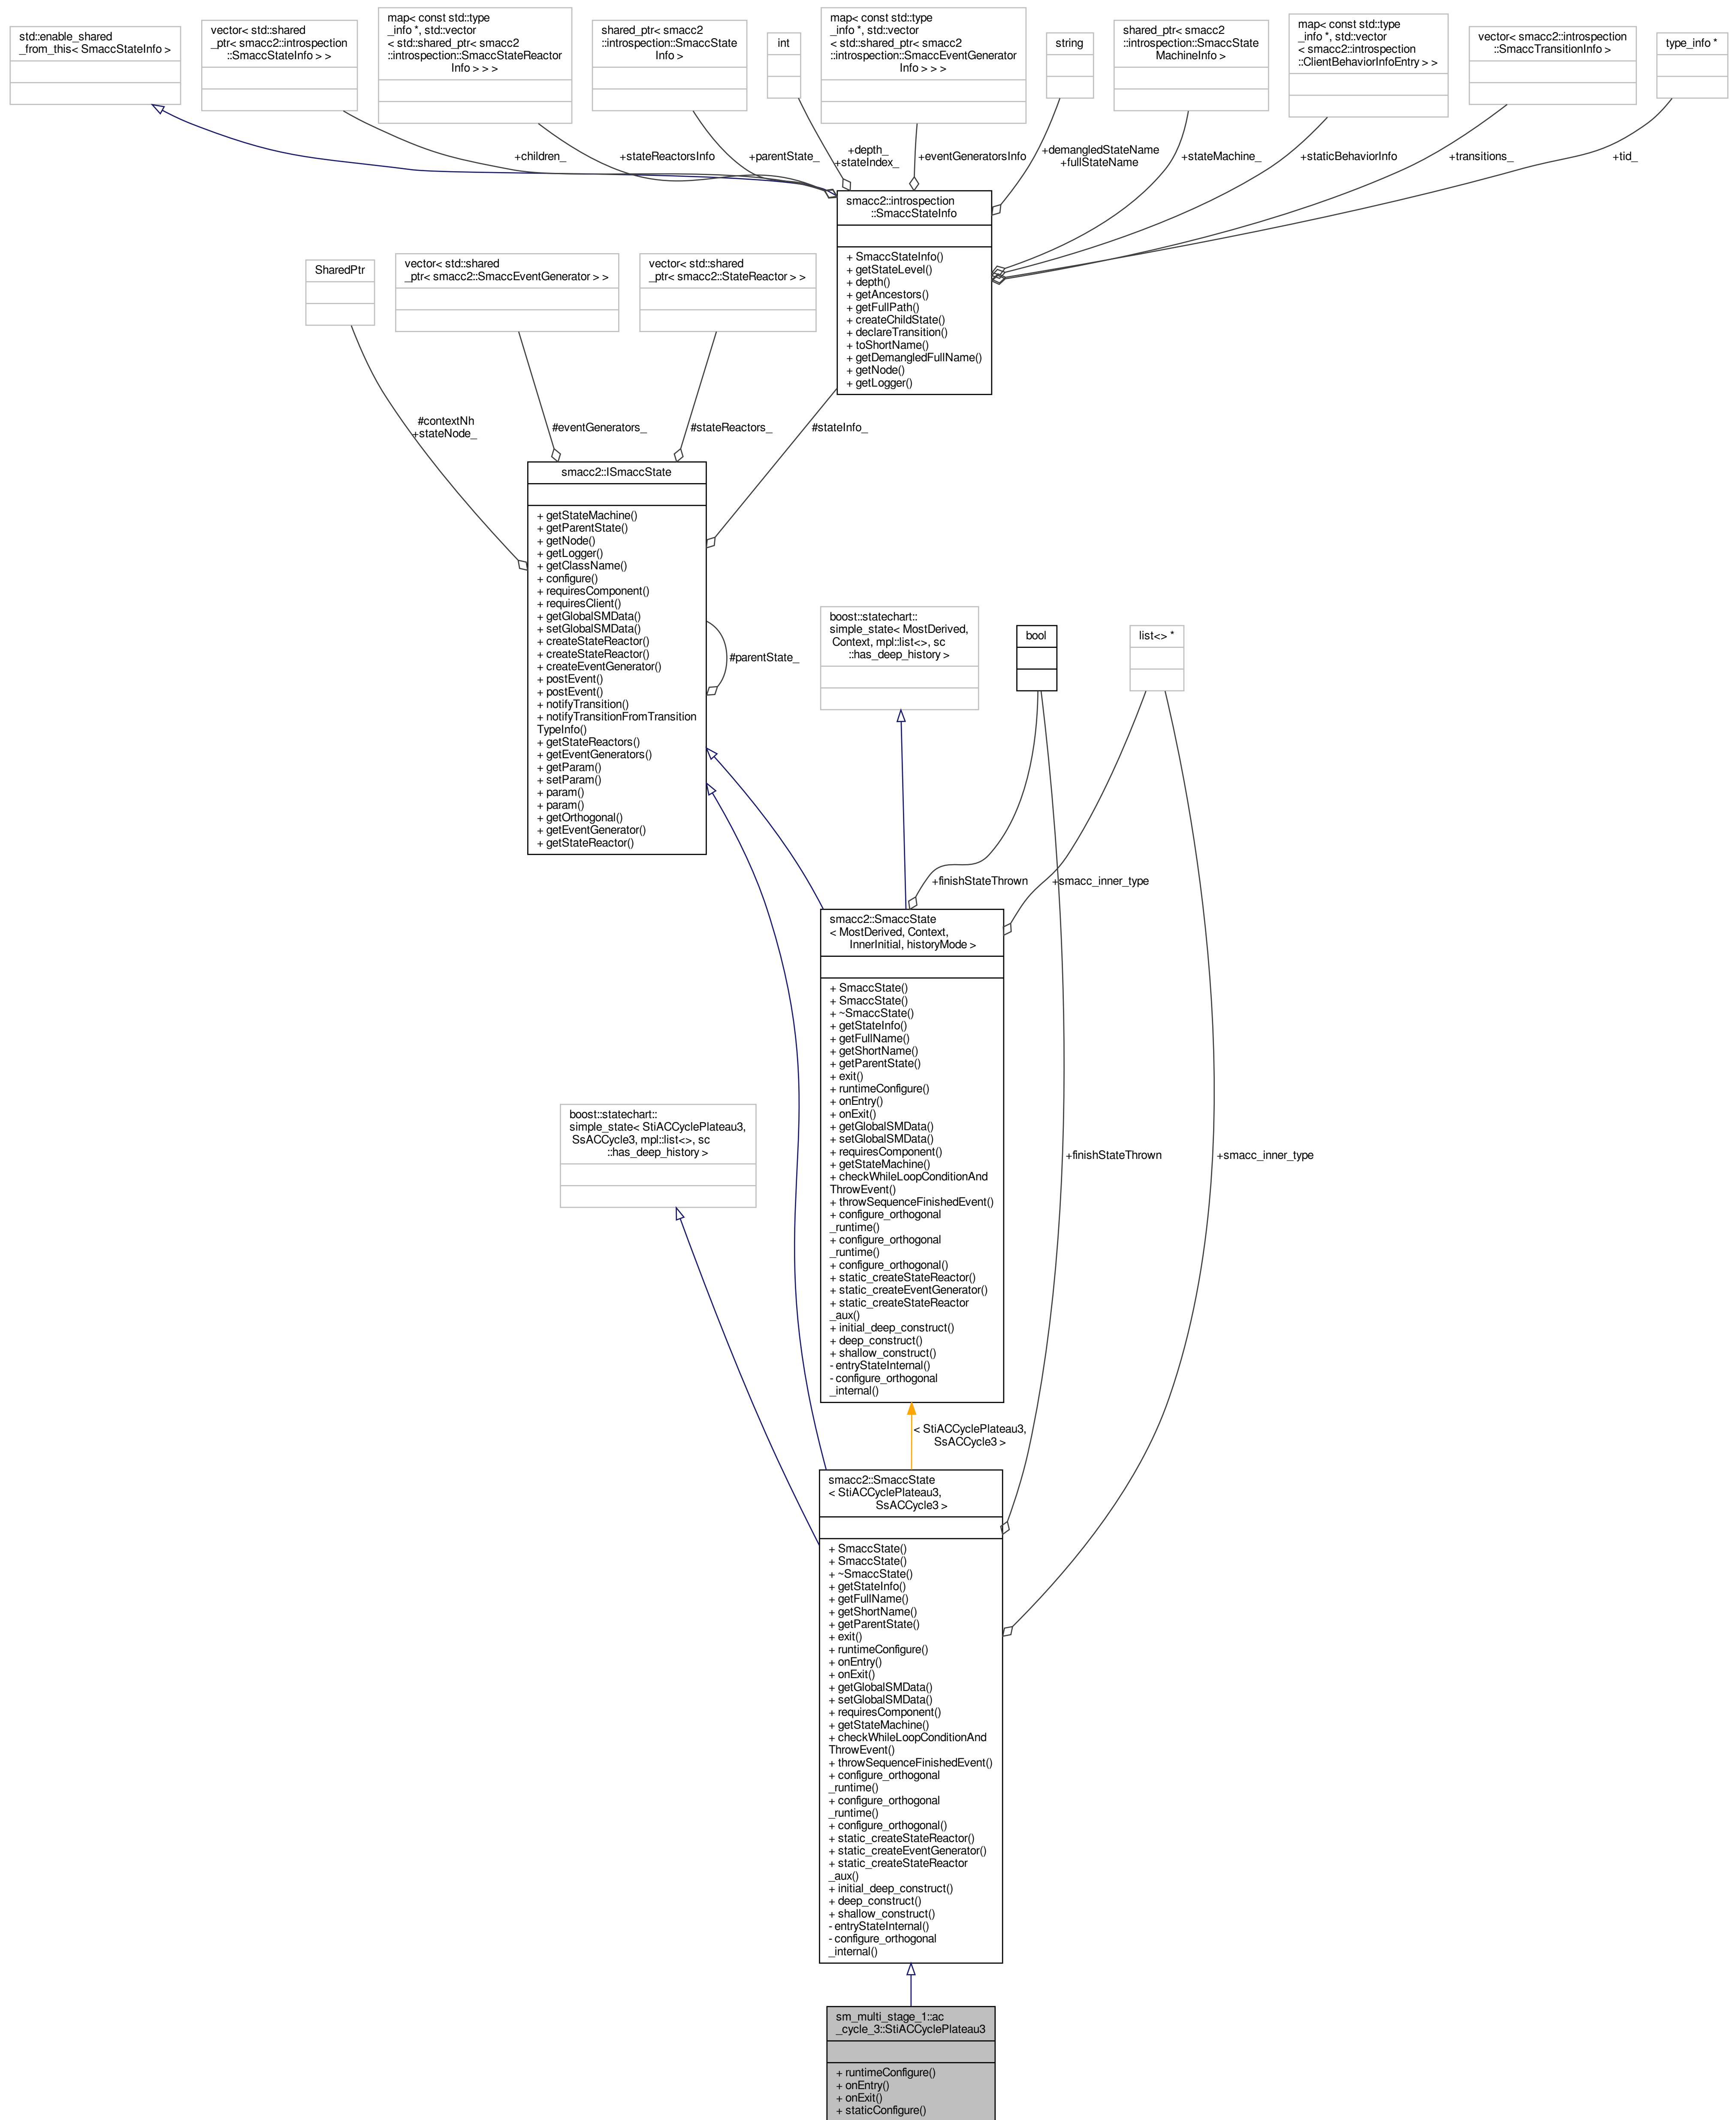 std::enable_shared
_from_this< SmaccStateInfo >
vector< std::shared
_ptr< smacc2::introspection
::SmaccStateInfo > >
map< const std::type
_info *, std::vector
< std::shared_ptr< smacc2
::introspection::SmaccStateReactor
Info > > >
shared_ptr< smacc2
::introspection::SmaccState
Info >
int
map< const std::type
_info *, std::vector
< std::shared_ptr< smacc2
::introspection::SmaccEventGenerator
Info > > >
string
shared_ptr< smacc2
::introspection::SmaccState
MachineInfo >
map< const std::type
_info *, std::vector
< smacc2::introspection
::ClientBehaviorInfoEntry > >
vector< smacc2::introspection
::SmaccTransitionInfo >
type_info *
+children_
+stateReactorsInfo
+parentState_
+depth_
+stateIndex_
+eventGeneratorsInfo
+demangledStateName
+fullStateName
+stateMachine_
+staticBehaviorInfo
+transitions_
+tid_
smacc2::introspection
::SmaccStateInfo
+ SmaccStateInfo()
+ getStateLevel()
+ depth()
+ getAncestors()
+ getFullPath()
+ createChildState()
+ declareTransition()
+ toShortName()
+ getDemangledFullName()
+ getNode()
+ getLogger()
SharedPtr
vector< std::shared
_ptr< smacc2::SmaccEventGenerator > >
vector< std::shared
_ptr< smacc2::StateReactor > >
#contextNh
+stateNode_
#eventGenerators_
#stateReactors_
#stateInfo_
smacc2::ISmaccState
+ getStateMachine()
+ getParentState()
+ getNode()
+ getLogger()
+ getClassName()
+ configure()
+ requiresComponent()
+ requiresClient()
+ getGlobalSMData()
+ setGlobalSMData()
+ createStateReactor()
+ createStateReactor()
+ createEventGenerator()
+ postEvent()
+ postEvent()
+ notifyTransition()
+ notifyTransitionFromTransition
TypeInfo()
+ getStateReactors()
+ getEventGenerators()
+ getParam()
+ setParam()
+ param()
+ param()
+ getOrthogonal()
+ getEventGenerator()
+ getStateReactor()
#parentState_
boost::statechart::
simple_state< MostDerived,
Context, mpl::list<>, sc
::has_deep_history >
bool
list<> *
+finishStateThrown
+smacc_inner_type
smacc2::SmaccState
< MostDerived, Context,
InnerInitial, historyMode >
+ SmaccState()
+ SmaccState()
+ ~SmaccState()
+ getStateInfo()
+ getFullName()
+ getShortName()
+ getParentState()
+ exit()
+ runtimeConfigure()
+ onEntry()
+ onExit()
+ getGlobalSMData()
+ setGlobalSMData()
+ requiresComponent()
+ getStateMachine()
+ checkWhileLoopConditionAnd
ThrowEvent()
+ throwSequenceFinishedEvent()
+ configure_orthogonal
_runtime()
+ configure_orthogonal
_runtime()
+ configure_orthogonal()
+ static_createStateReactor()
+ static_createEventGenerator()
+ static_createStateReactor
_aux()
+ initial_deep_construct()
+ deep_construct()
+ shallow_construct()
- entryStateInternal()
- configure_orthogonal
_internal()
boost::statechart::
simple_state< StiACCyclePlateau3,
SsACCycle3, mpl::list<>, sc
::has_deep_history >
+finishStateThrown
+smacc_inner_type
< StiACCyclePlateau3,
SsACCycle3 >
smacc2::SmaccState
< StiACCyclePlateau3,
SsACCycle3 >
+ SmaccState()
+ SmaccState()
+ ~SmaccState()
+ getStateInfo()
+ getFullName()
+ getShortName()
+ getParentState()
+ exit()
+ runtimeConfigure()
+ onEntry()
+ onExit()
+ getGlobalSMData()
+ setGlobalSMData()
+ requiresComponent()
+ getStateMachine()
+ checkWhileLoopConditionAnd
ThrowEvent()
+ throwSequenceFinishedEvent()
+ configure_orthogonal
_runtime()
+ configure_orthogonal
_runtime()
+ configure_orthogonal()
+ static_createStateReactor()
+ static_createEventGenerator()
+ static_createStateReactor
_aux()
+ initial_deep_construct()
+ deep_construct()
+ shallow_construct()
- entryStateInternal()
- configure_orthogonal
_internal()
sm_multi_stage_1::ac
_cycle_3::StiACCyclePlateau3
+ runtimeConfigure()
+ onEntry()
+ onExit()
+ staticConfigure()